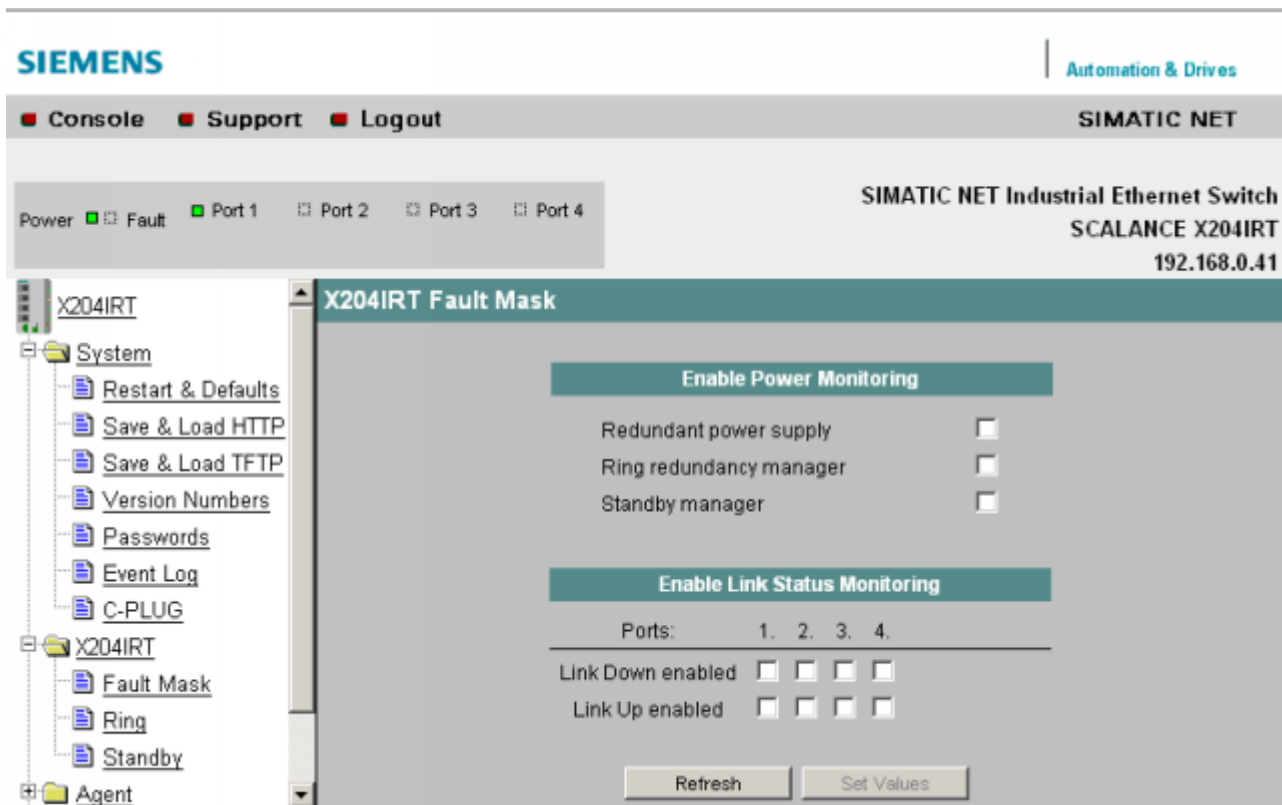 SIEMENS
Automation & Drives
Console Support Logout
SIMATIC NET
Power Fault Port 1 Port 2 Port 3 Port 4
SIMATIC NET Industrial Ethernet Switch
SCALANCE X204IRT
192.168.0.41
X204IRT
System
Restart & Defaults
Save & Load HTTP
Save & Load TFTP
Version Numbers
Passwords
Event Log
C-PLUG
X204IRT
Fault Mask
Ring
Standby
Agent
X204IRT Fault Mask
Enable Power Monitoring
Redundant power supply
Ring redundancy manager
Standby manager
Enable Link Status Monitoring
Ports: 1. 2. 3. 4.
Link Down enabled
Link Up enabled
Refresh Set Values